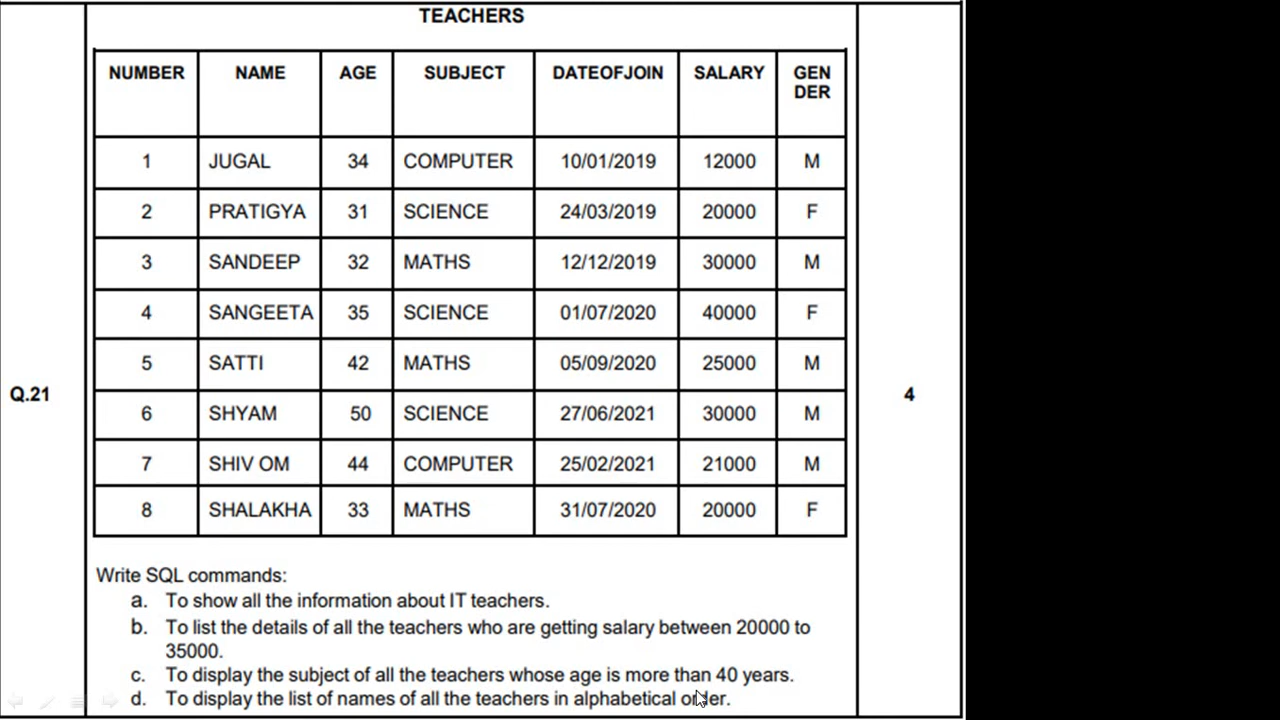 TEACHERS
NUMBER NAME AGE SUBJECT DATEOFJOIN SALARY GEN
DER
1 JUGAL 34 COMPUTER 10/01/2019 12000 M
2 PRATIGYA 31 SCIENCE 24/03/2019 20000 F
3 SANDEEP 32 MATHS 12/12/2019 30000 M
4 SANGEETA 35 SCIENCE 01/07/2020 40000 F
5 SATTI 42 MATHS 05/09/2020 25000 M
Q.21 4
6 SHYAM 50 SCIENCE 27/06/2021 30000 M
7 SHIV OM 44 COMPUTER 25/02/2021 21000 M
8 SHALAKHA 33 MATHS 31/07/2020 20000 F
Write SQL commands:
a. To show all the information about IT teachers.
b. To list the details of all the teachers who are getting salary between 20000 to
35000.
c. To display the subject of all the teachers whose age is more than 40 years.
d. To display the list of names of all the teachers in alphabetical order.